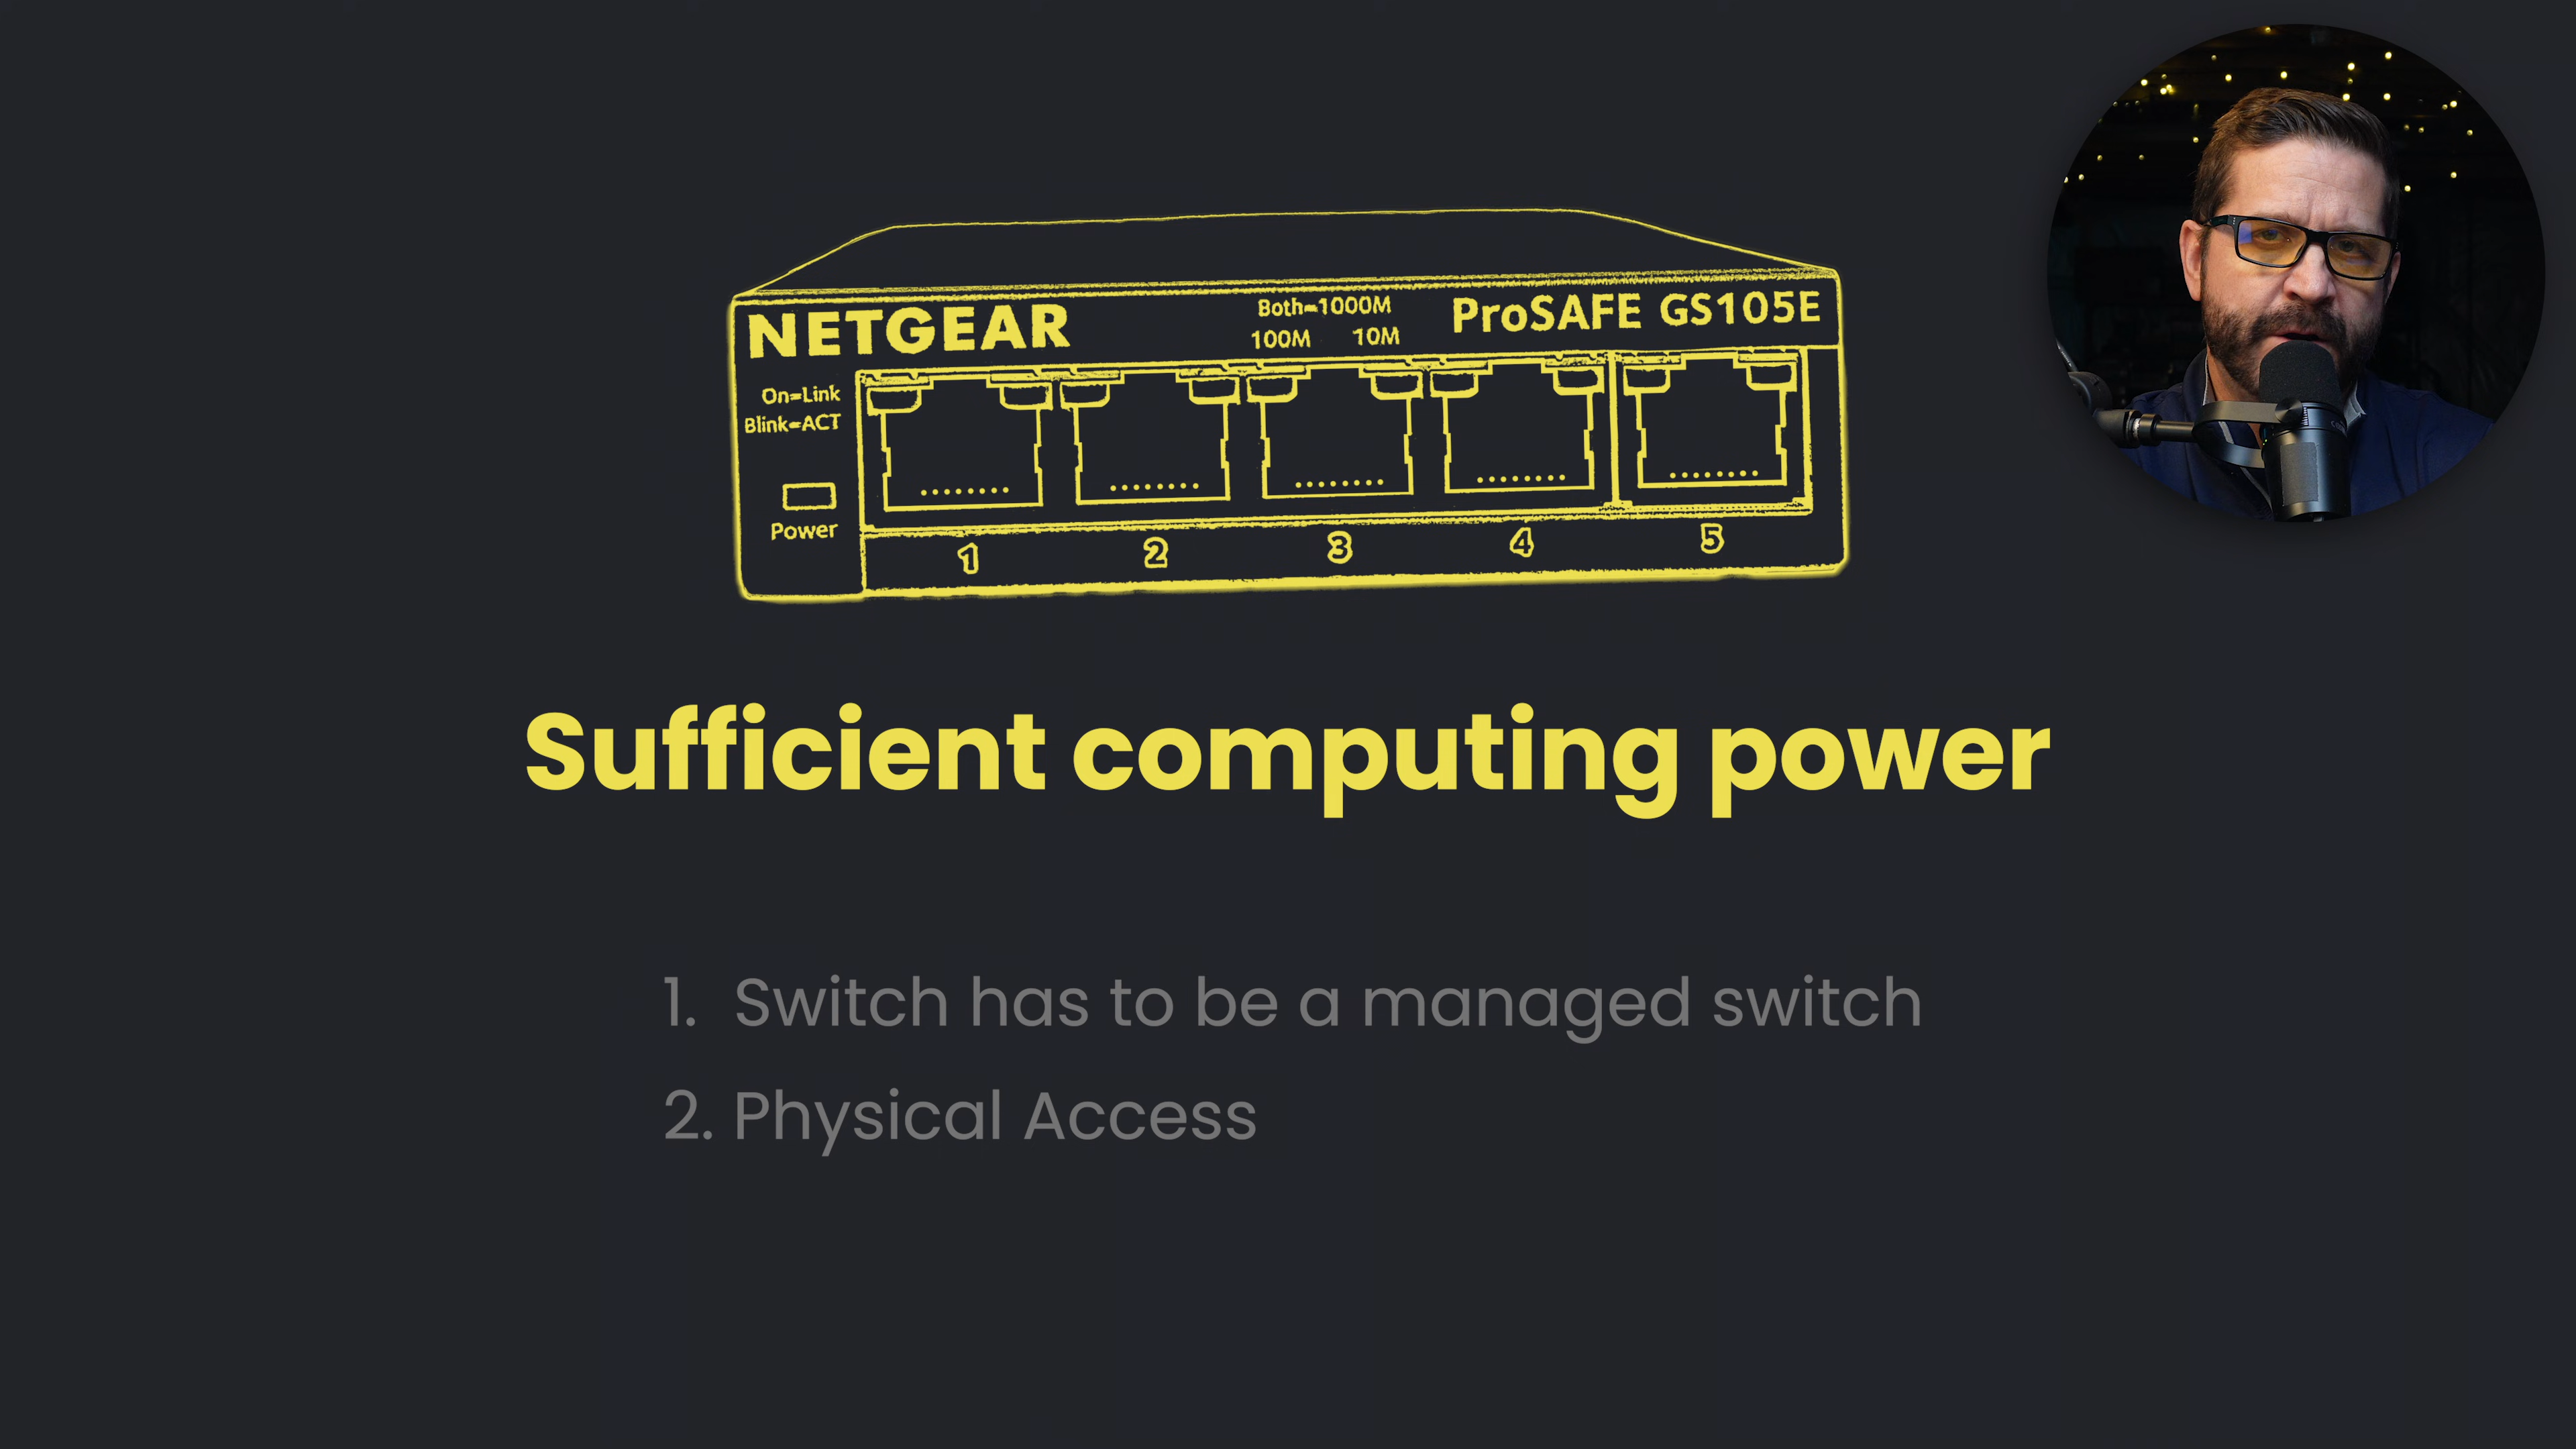 NETGEAR
Both=1000M
100M 10M
ProSAFE GS105E
On=Link
Blink=ACT
Power
1 2 3 4 5
Sufficient computing power
1. Switch has to be a managed switch
2. Physical Access